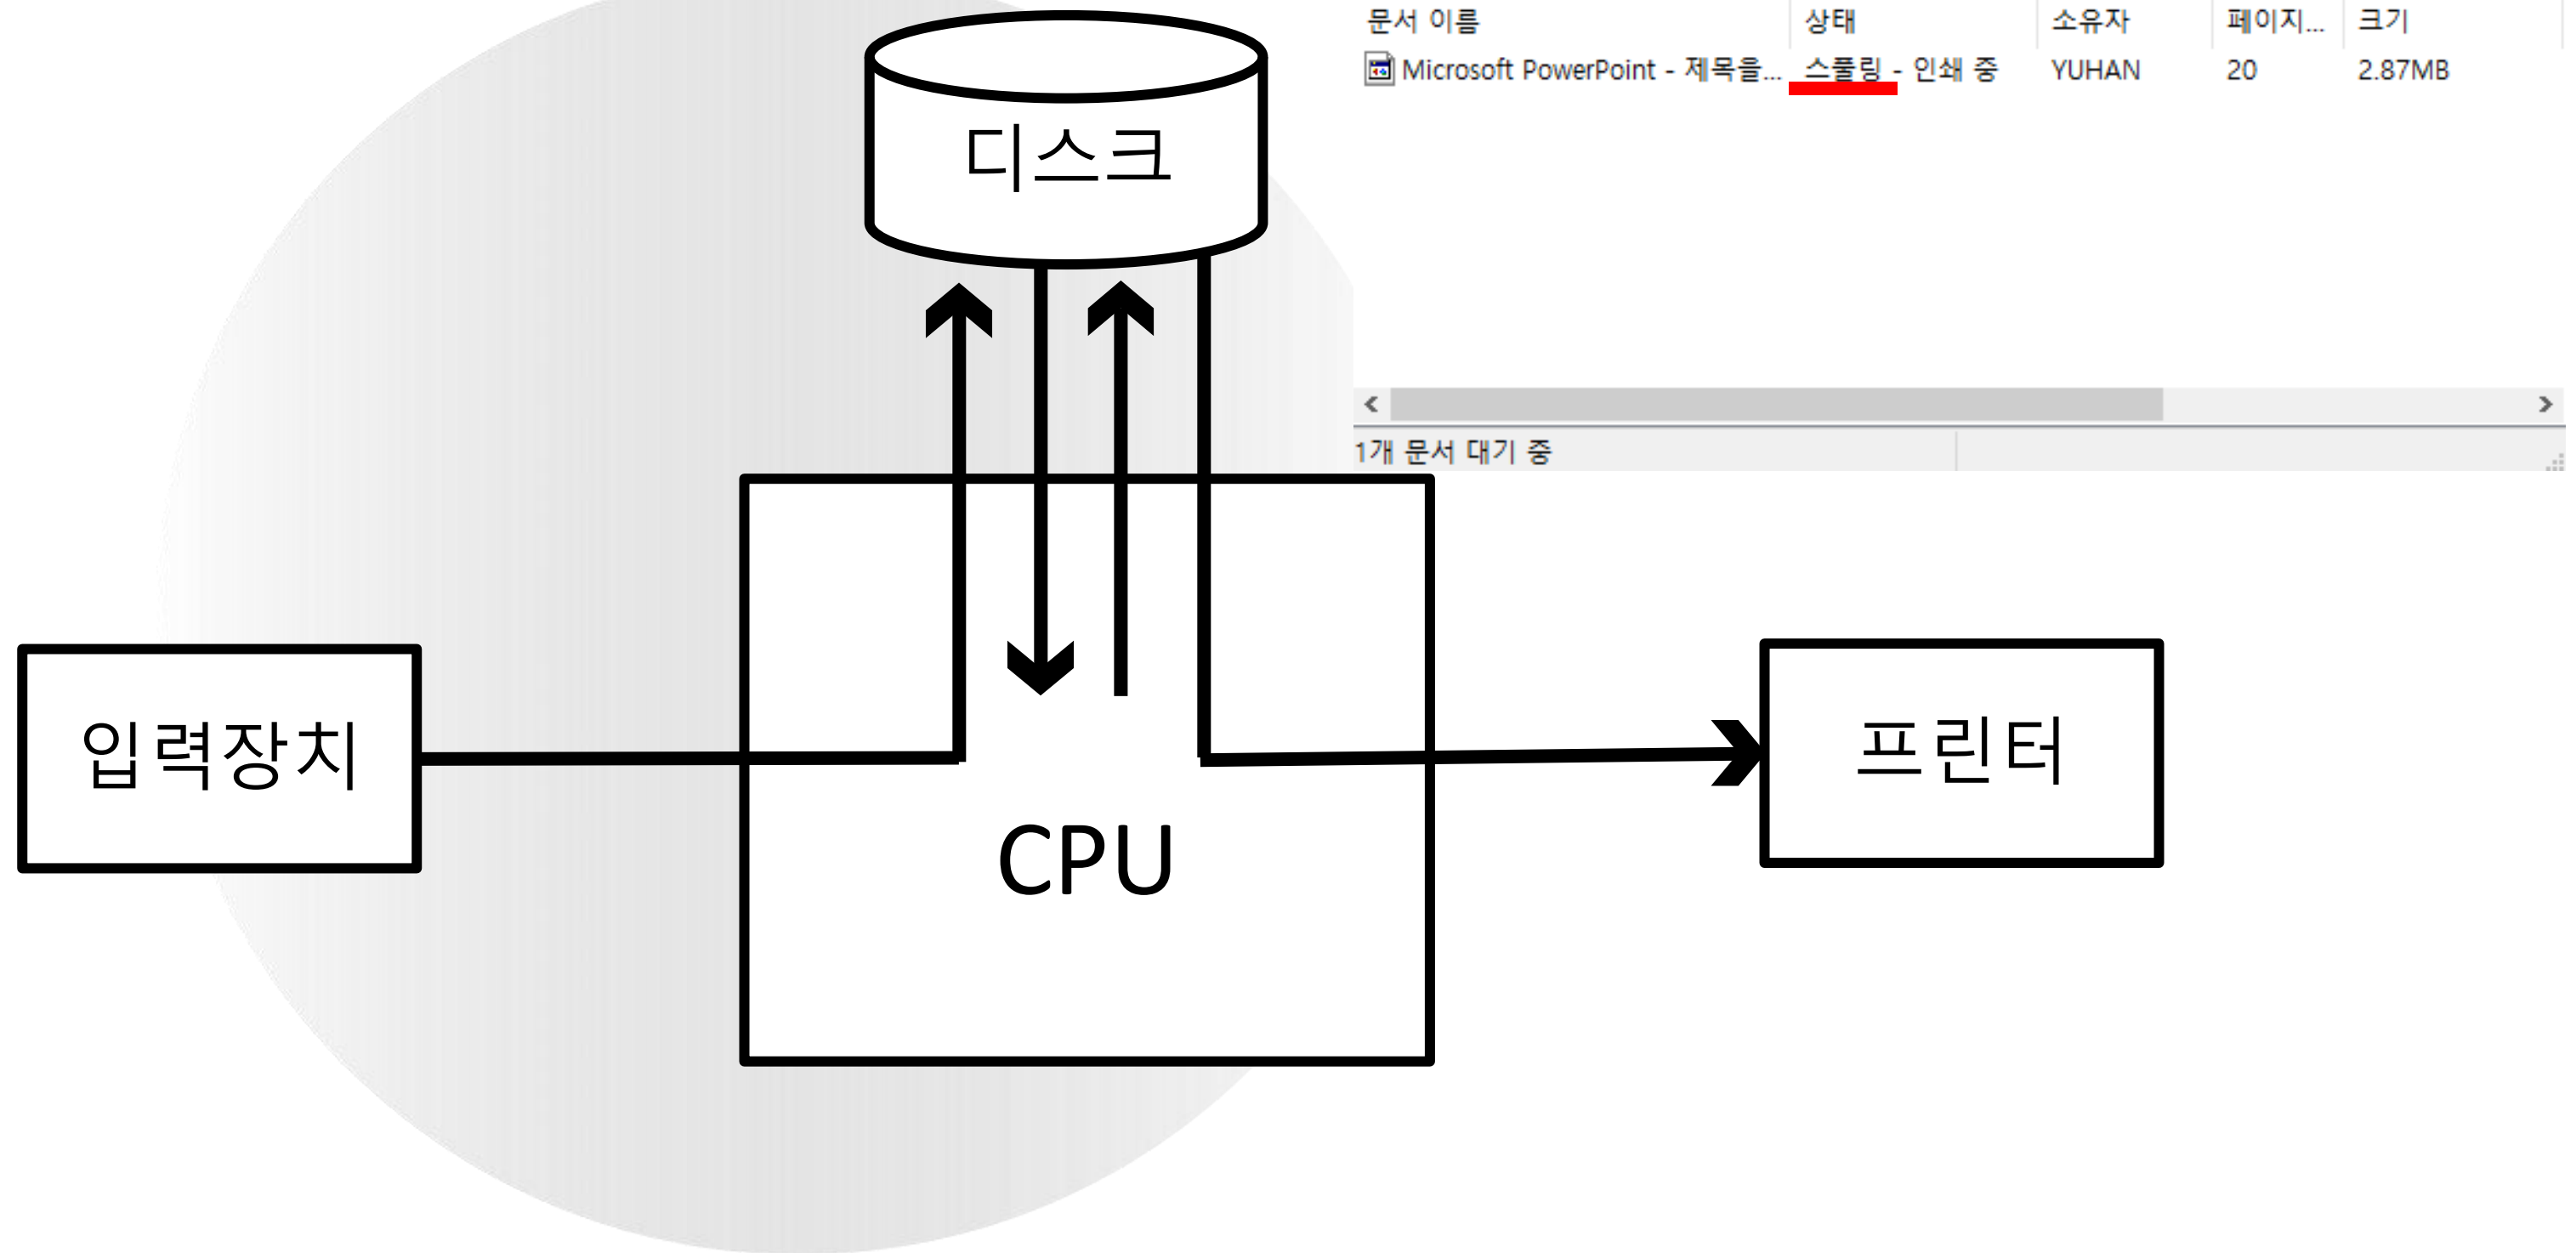 문서 이름 상태 소유자 페이지... 크기
Microsoft PowerPoint - 제목을... 스풀링 - 인쇄 중 YUHAN 20 2.87MB
디스크
1개 문서 대기 중
입력장치
프린터
CPU